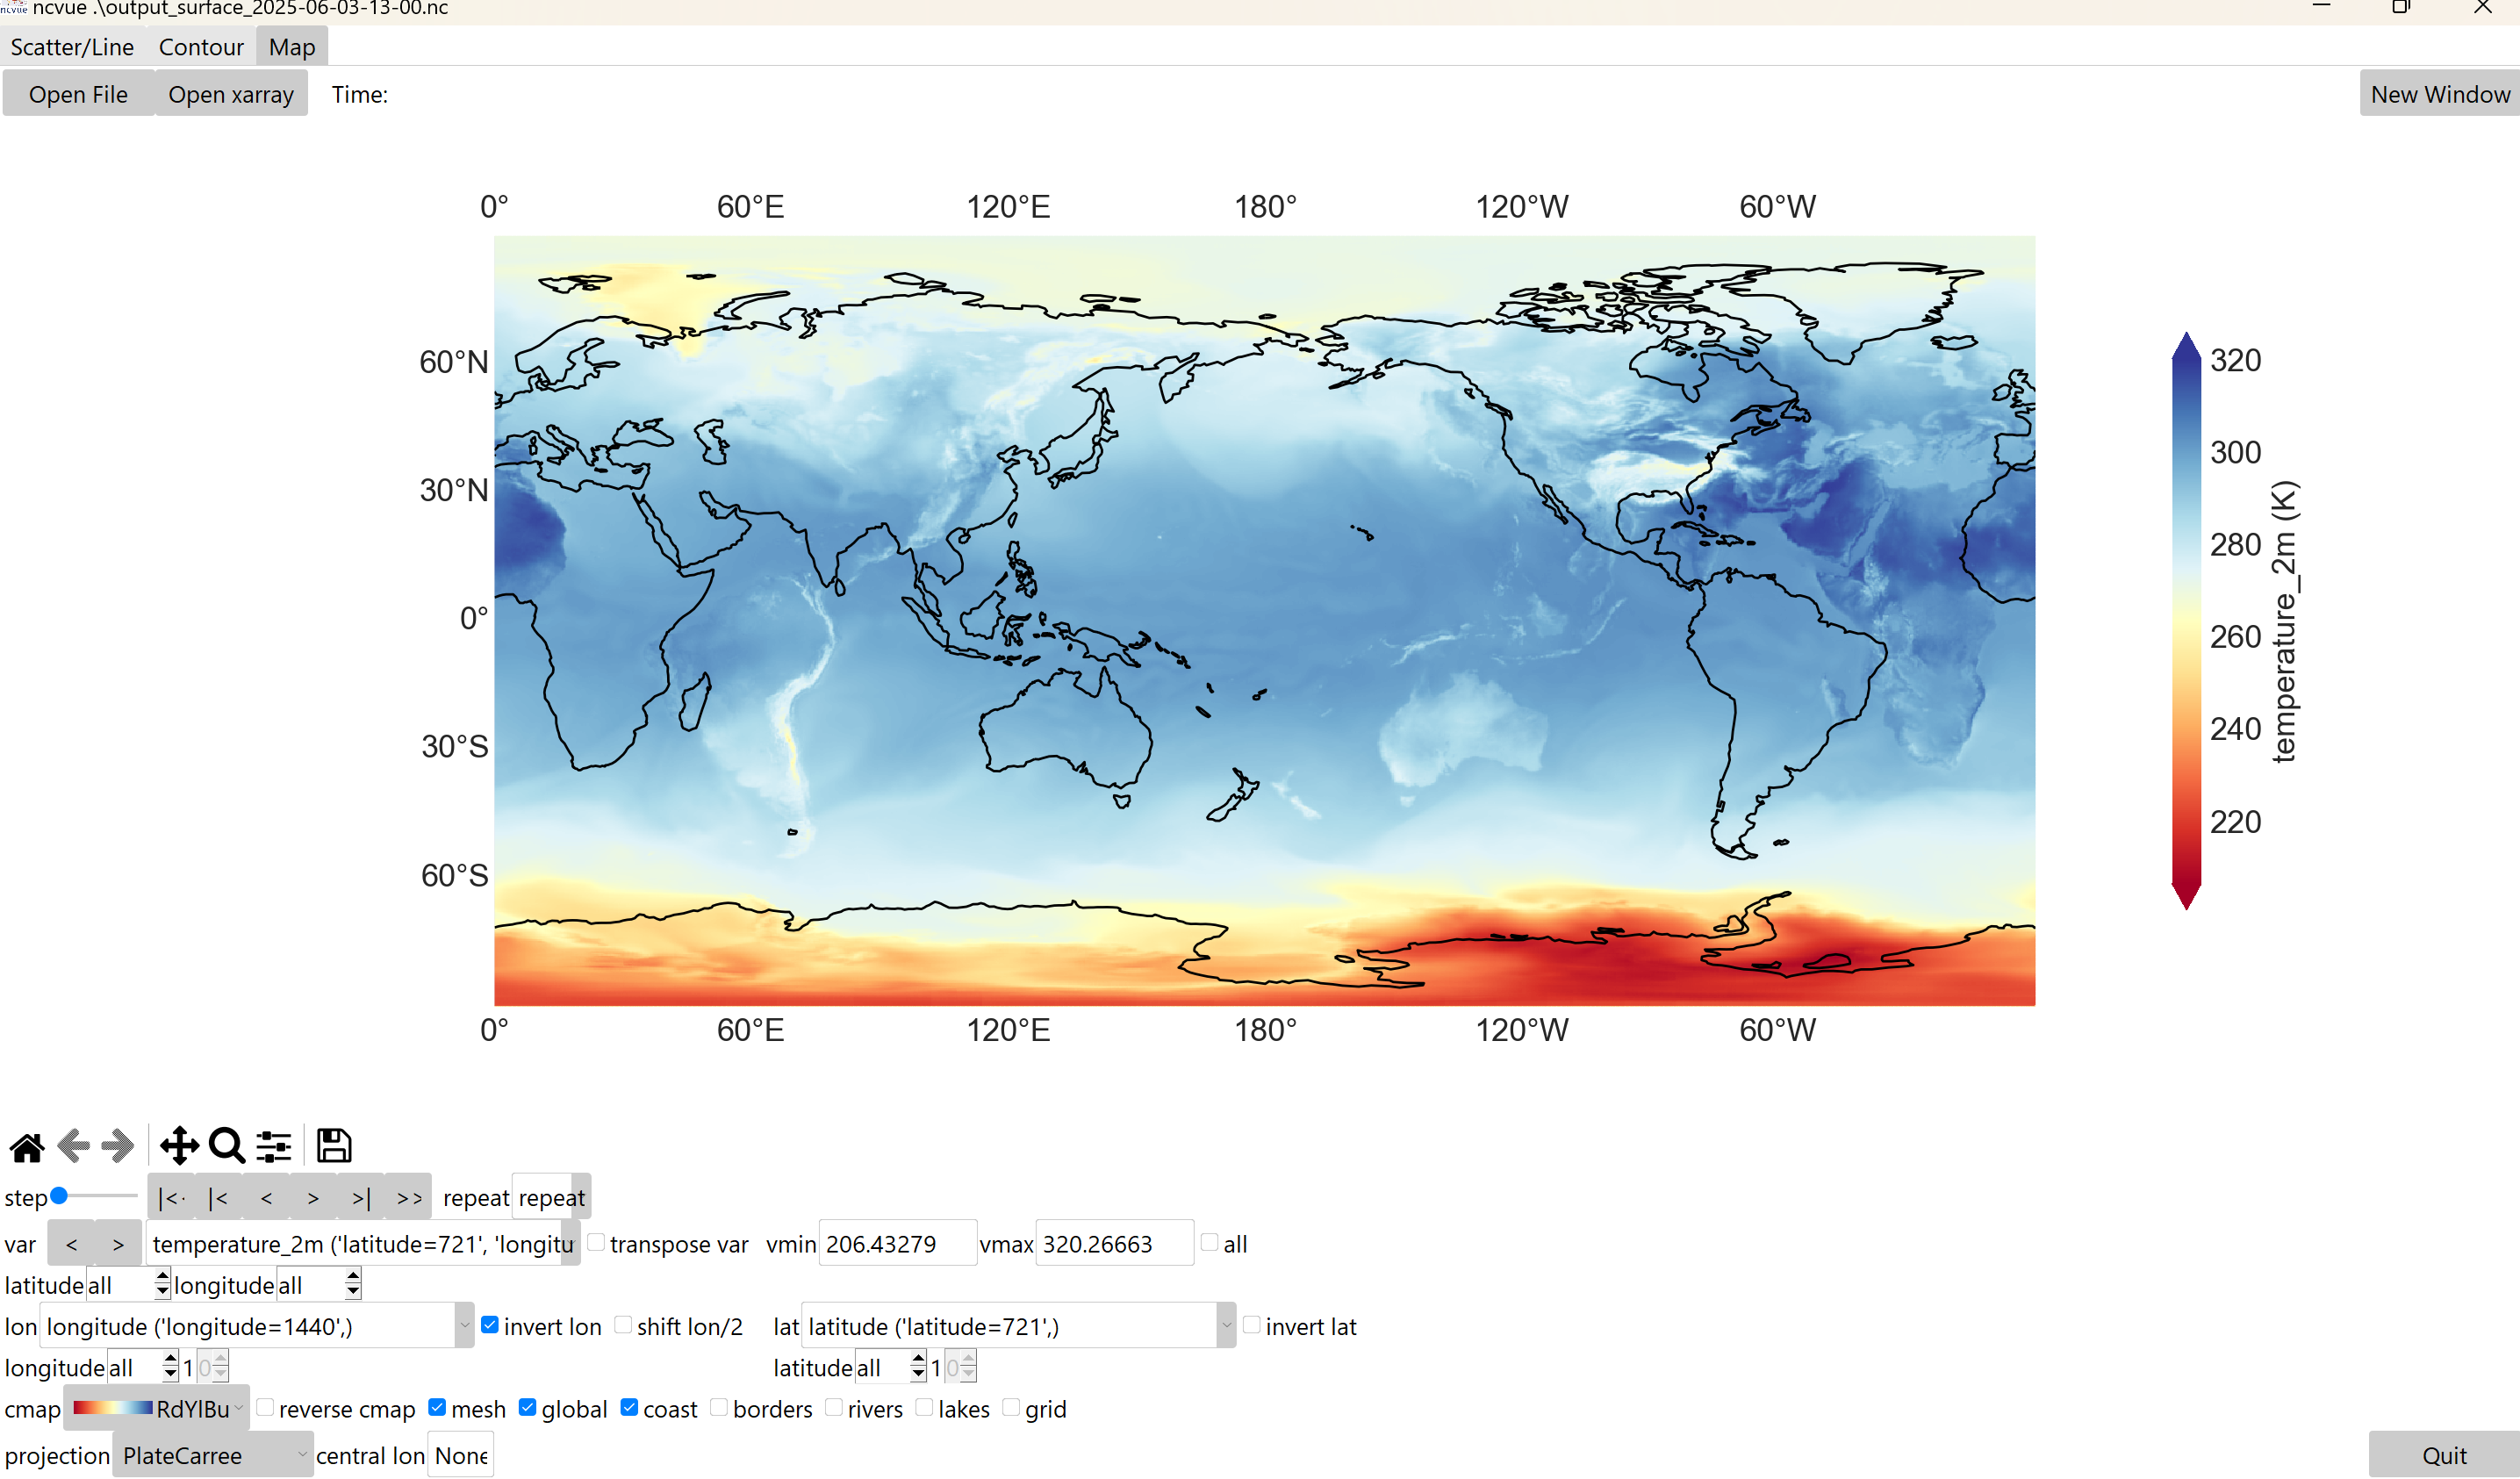 ncvue .\output_surface_2025-06-03-13-00.nc
Scatter/Line Contour Map
Open File Open xarray Time: New Window
0° 60°E 120°E 180° 120°W 60°W
60°N
30°N
0°
30°S
60°S
0° 60°E 120°E 180° 120°W 60°W
320
300
280
260
240
220
temperature_2m (K)
step |<· |< < > >| >> repeat repeat
var < > temperature_2m ('latitude=721', 'longitu transpose var vmin 206.43279 vmax 320.26663 all
latitude all longitude all
lon longitude ('longitude=1440',) invert lon shift lon/2 lat latitude ('latitude=721',) invert lat
longitude all 1 0 latitude all 1 0
cmap RdYlBu reverse cmap mesh global coast borders rivers lakes grid
projection PlateCarree central lon None Quit